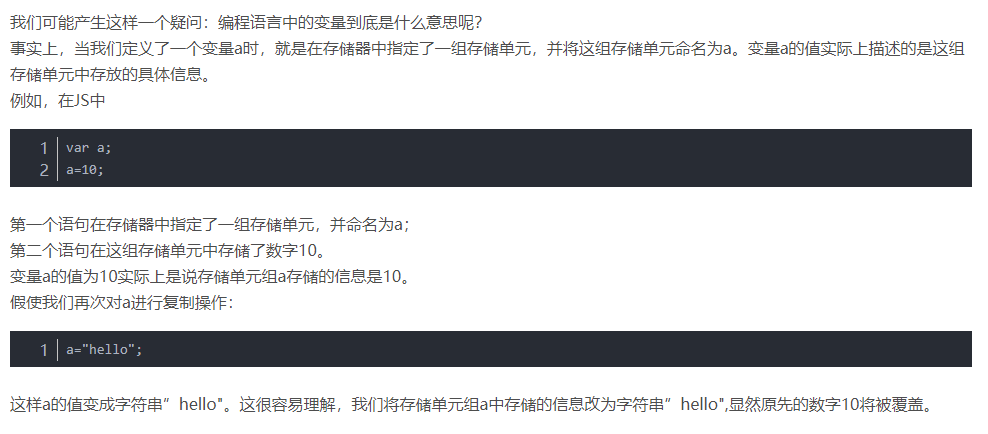 我们可能产生这样一个疑问：编程语言中的变量到底是什么意思呢？
事实上，当我们定义了一个变量a时，就是在存储器中指定了一组存储单元，并将这组存储单元命名为a。变量a的值实际上描述的是这组
存储单元中存放的具体信息。
例如，在JS中
1 var a;
2 a=10;
第一个语句在存储器中指定了一组存储单元，并命名为a；
第二个语句在这组存储单元中存储了数字10。
变量a的值为10实际上是说存储单元组a存储的信息是10。
假使我们再次对a进行复制操作：
1 a="hello";
这样a的值变成字符串”hello"。这很容易理解，我们将存储单元组a中存储的信息改为字符串”hello",显然原先的数字10将被覆盖。